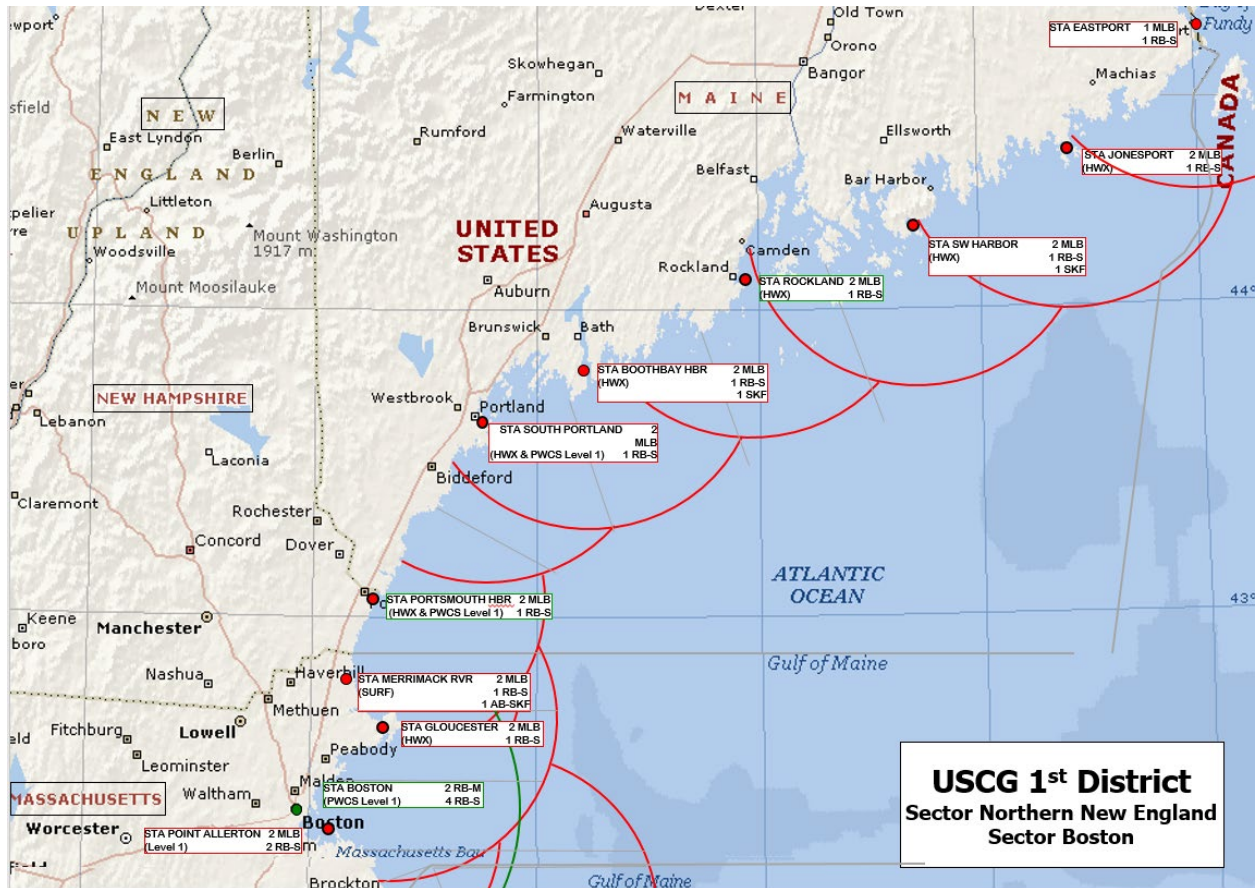 Dexter
Old Town
Orono
Bangor
STA EASTPORT 1 MLB
1 RB-S
Fundy
Machias
CANADA
Skowhegan
Farmington
MAINE
NEW
ENGLAND
UPLAND
East Lyndon
Berlin
Rumford
Waterville
Ellsworth
Belfast
Bar Harbor
STA JONESPORT 2 MLB
(HWX) 1 RB-S
Littleton
Mount Washington
1917 m
Woodsville
Mount Moosilauke
UNITED
STATES
Augusta
Auburn
Camden
Rockland
STA ROCKLAND 2 MLB
(HWX) 1 RB-S
STA SW HARBOR 2 MLB
(HWX) 1 RB-S
1 SKF
44°
Brunswick
Bath
STA BOOTHBAY HBR 2 MLB
(HWX) 1 RB-S
1 SKF
NEW HAMPSHIRE
Lebanon
Westbrook
Portland
STA SOUTH PORTLAND 2
MLB
(HWX & PWCS Level 1) 1 RB-S
Laconia
Biddeford
Claremont
Rochester
Concord
Dover
ATLANTIC
OCEAN
STA PORTSMOUTH HBR 2 MLB
(HWX & PWCS Level 1) 1 RB-S
43°
Keene
Manchester
Gulf of Maine
Nashua
Haverhill
STA MERRIMACK RVR 2 MLB
(SURF) 1 RB-S
1 AB-SKF
Methuen
Fitchburg
Lowell
STA GLOUCESTER 2 MLB
(HWX) 1 RB-S
Leominster
Peabody
Malden
MASSACHUSETTS
Waltham
STA BOSTON 2 RB-M
(PWCS Level 1) 4 RB-S
Boston
Worcester
STA POINT ALLERTON 2 MLB
(Level 1) 2 RB-S
Massachusetts Bay
Brockton
Gulf of Maine
USCG 1st District
Sector Northern New England
Sector Boston